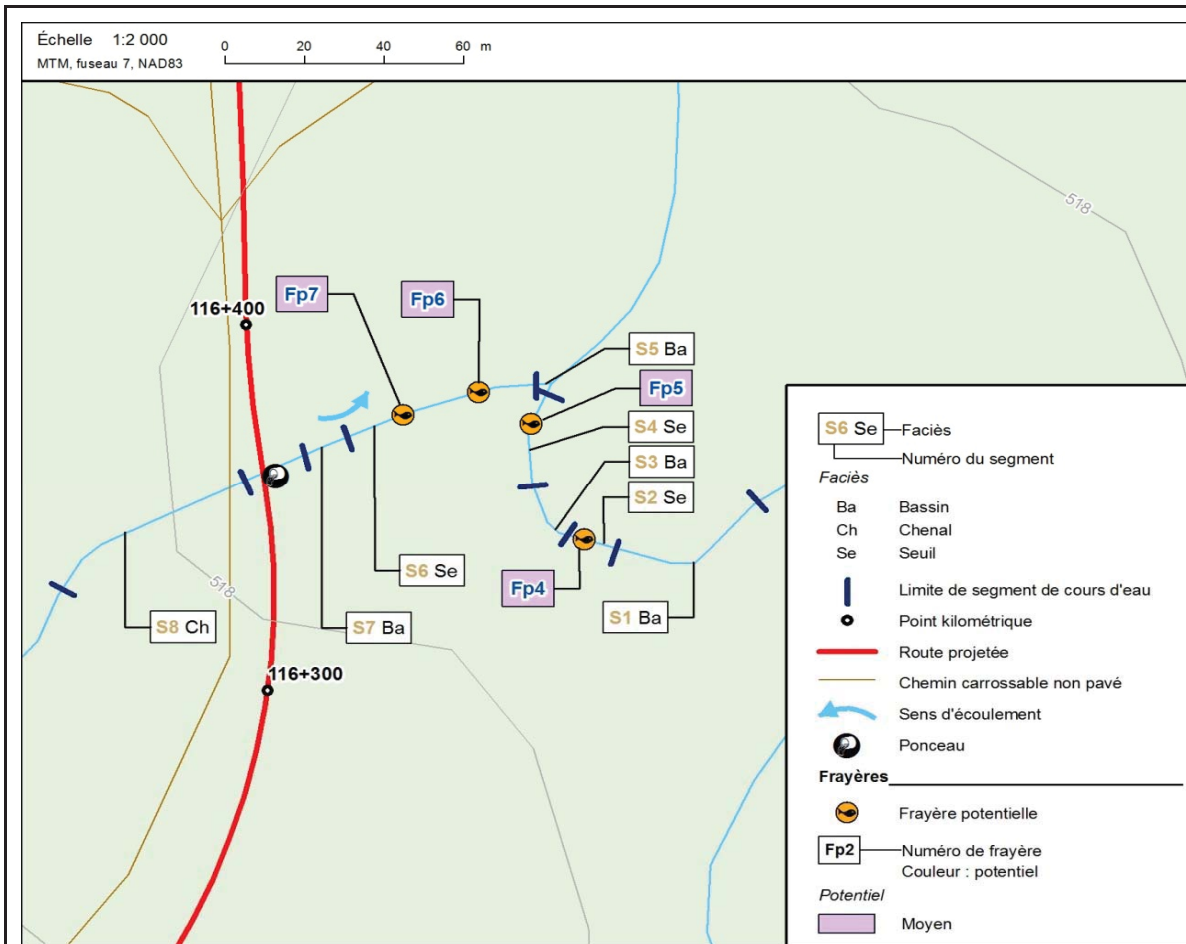 Échelle 1:2 000
0 20 40 60 m
MTM, fuseau 7, NAD83
518
Fp7
Fp6
116+400
S5 Ba
Fp5
S4 Se
S3 Ba
S2 Se
S6 Se
Fp4
518
S8 Ch
S7 Ba
S1 Ba
116+300
S6 Se
Faciès
Numéro du segment
Faciès
Ba Bassin
Ch Chenal
Se Seuil
Limite de segment de cours d'eau
Point kilométrique
Route projetée
Chemin carrossable non pavé
Sens d'écoulement
Ponceau
Frayères
Frayère potentielle
Fp2
Numéro de frayère
Couleur : potentiel
Potentiel
Moyen